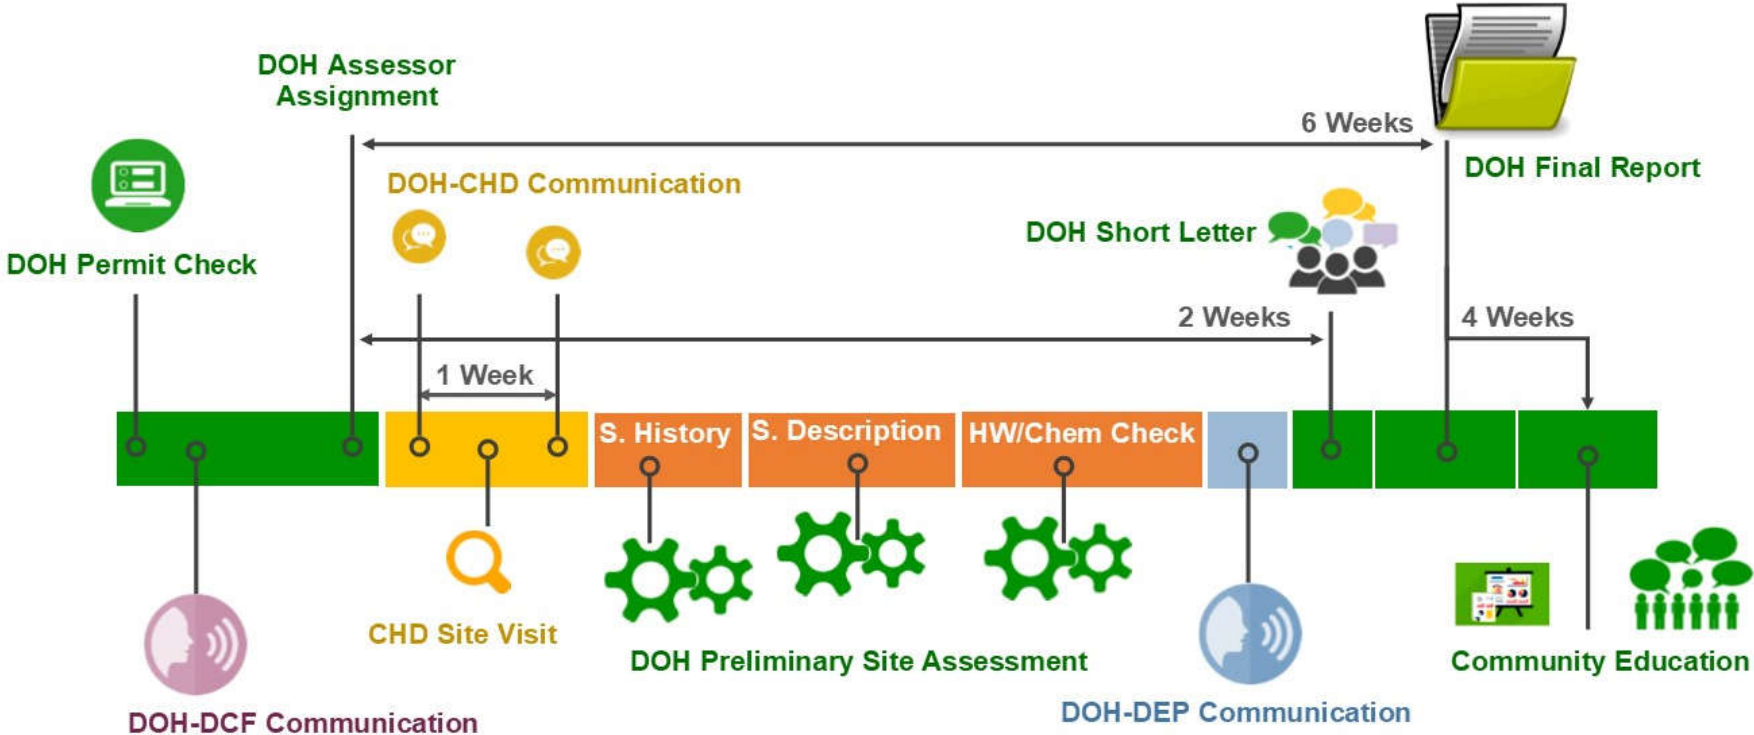 DOH Assessor
Assignment
6 Weeks
DOH Final Report
DOH-CHD Communication
DOH Short Letter
DOH Permit Check
2 Weeks
4 Weeks
1 Week
S. History
S. Description
HW/Chem Check
CHD Site Visit
DOH Preliminary Site Assessment
Community Education
DOH-DCF Communication
DOH-DEP Communication